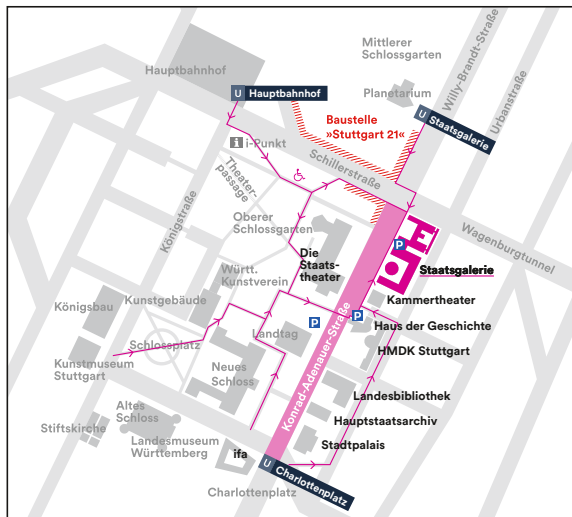 Mittlerer
Schlossgarten
Willy-Brandt-Straße
Urbanstraße
Hauptbahnhof
U Hauptbahnhof
Planetarium
U Staatsgalerie
Baustelle
»Stuttgart 21«
i i-Punkt
Schillerstraße
Theater-
passage
Königstraße
Oberer
Schlossgarten
Wagenburgtunnel
P
Die
Staats-
theater
Staatsgalerie
Württ.
Kunstverein
Kammertheater
Königsbau
Kunstgebäude
P
P
Haus der Geschichte
Landtag
Konrad-Adenauer-Straße
Schlossplatz
HMDK Stuttgart
Kunstmuseum
Stuttgart
Neues
Schloss
Landesbibliothek
Altes
Schloss
Hauptstaatsarchiv
Stiftskirche
Landesmuseum
Württemberg
ifa
Stadtpalais
U Charlottenplatz
Charlottenplatz